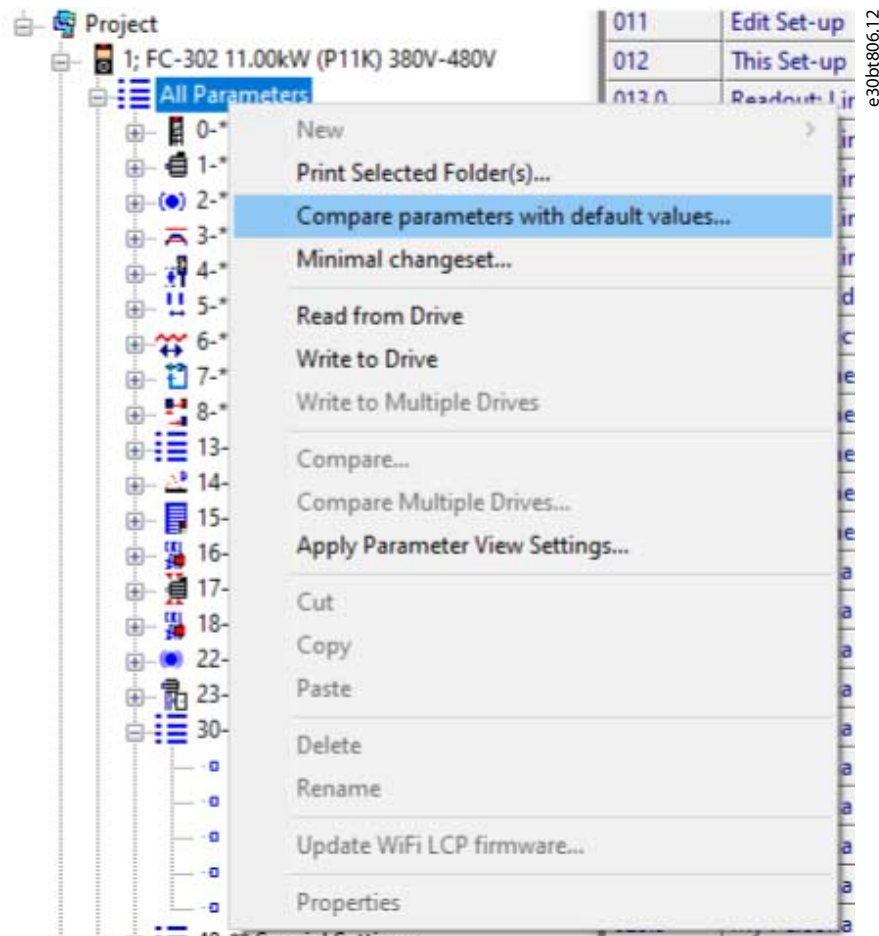 Project
1; FC-302 11.00kW (P11K) 380V-480V
All Parameters
0-*
1-*
2-*
3-*
4-*
5-*
6-*
7-*
8-*
13-
14-
15-
16-
17-
18-
22-
23-
30-
New
Print Selected Folder(s)...
Compare parameters with default values...
Minimal changeset...
Read from Drive
Write to Drive
Write to Multiple Drives
Compare...
Compare Multiple Drives...
Apply Parameter View Settings...
Cut
Copy
Paste
Delete
Rename
Update WiFi LCP firmware...
Properties
011 Edit Set-up
012 This Set-up
013.0 Readout: Lin
e30bt806.12